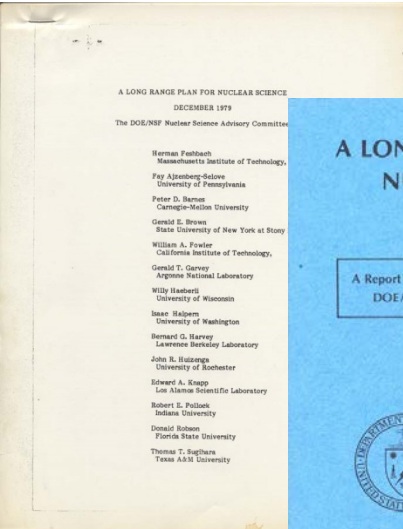 A LONG RANGE PLAN FOR NUCLEAR SCIENCE
DECEMBER 1979
The DOE/NSF Nuclear Science Advisory Committee
Herman Feshbach
Massachusetts Institute of Technology,
Fay Ajzenberg-Selove
University of Pennsylvania
Peter D. Barnes
Carnegie-Mellon University
Gerald E. Brown
State University of New York at Stony
William A. Fowler
California Institute of Technology,
Gerald T. Garvey
Argonne National Laboratory
Willy Haeberli
University of Wisconsin
Isaac Halpern
University of Washington
Bernard G. Harvey
Lawrence Berkeley Laboratory
John R. Huizenga
University of Rochester
Edward A. Knapp
Los Alamos Scientific Laboratory
Robert E. Pollock
Indiana University
Donald Robson
Florida State University
Thomas T. Sugihara
Texas A&M University
A LON
N
A Report
DOE/
DEPARTMENT
UNITED STAT